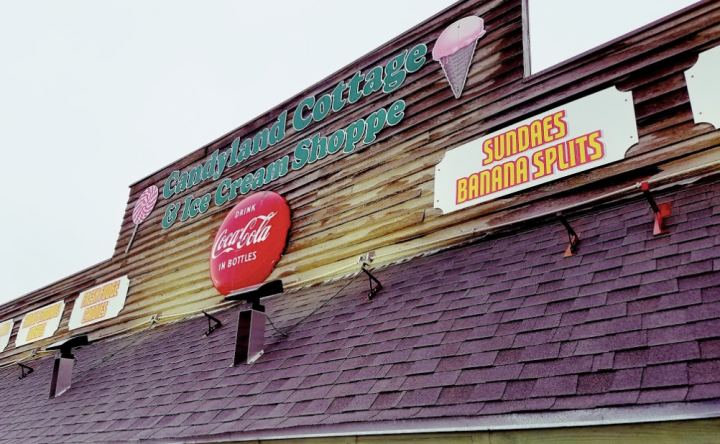 Candyland Cottage
& Ice Cream Shoppe
DRINK
Coca-Cola
IN BOTTLES
SUNDAES
BANANA SPLITS